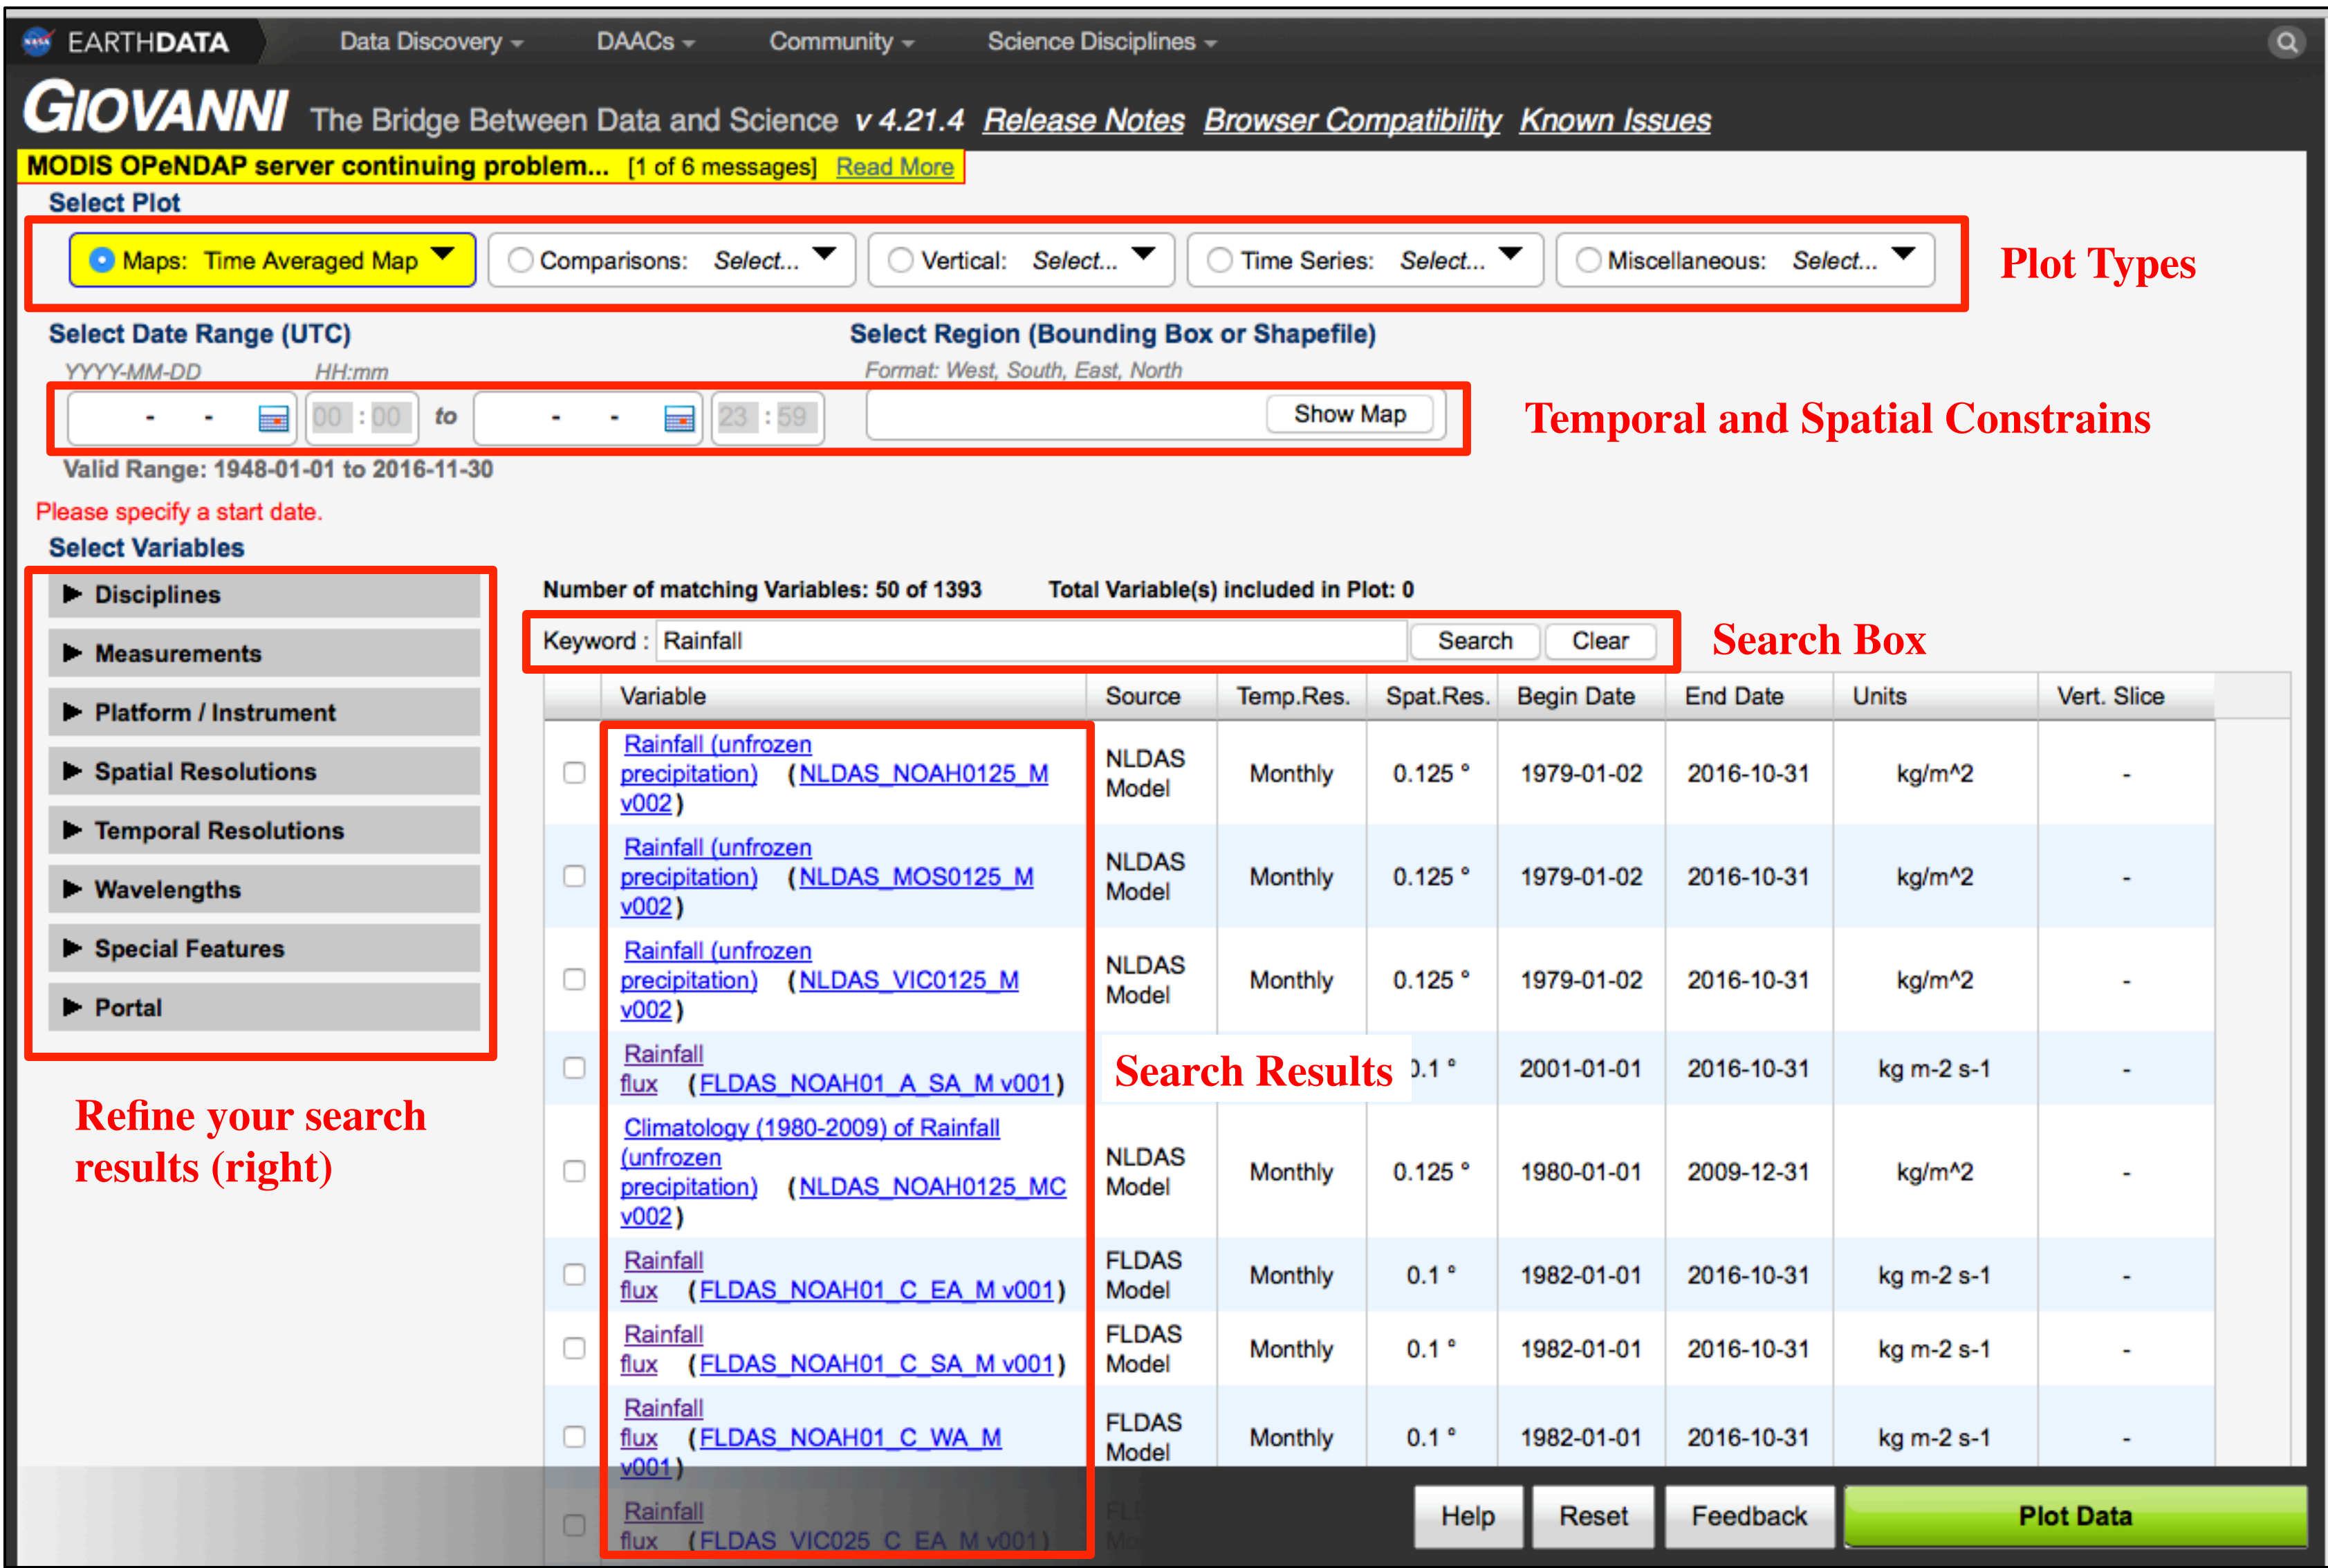 EARTHDATA Data Discovery DAACs Community Science Disciplines
GIOVANNI The Bridge Between Data and Science v 4.21.4 Release Notes Browser Compatibility Known Issues
MODIS OPeNDAP server continuing problem... [1 of 6 messages] Read More
Select Plot
Maps: Time Averaged Map Comparisons: Select... Vertical: Select... Time Series: Select... Miscellaneous: Select...
Plot Types
Select Date Range (UTC) Select Region (Bounding Box or Shapefile)
YYYY-MM-DD HH:mm Format: West, South, East, North
- - 00 : 00 to - - 23 : 59 Show Map
Temporal and Spatial Constrains
Valid Range: 1948-01-01 to 2016-11-30
Please specify a start date.
Select Variables
Disciplines
Measurements
Platform / Instrument
Spatial Resolutions
Temporal Resolutions
Wavelengths
Special Features
Portal
Refine your search
results (right)
Number of matching Variables: 50 of 1393 Total Variable(s) included in Plot: 0
Keyword : Rainfall Search Clear
Search Box
Variable Source Temp.Res. Spat.Res. Begin Date End Date Units Vert. Slice
Rainfall (unfrozen
precipitation) (NLDAS_NOAH0125_M
v002)
NLDAS
Model
Monthly 0.125 ° 1979-01-02 2016-10-31 kg/m^2 -
Rainfall (unfrozen
precipitation) (NLDAS_MOS0125_M
v002)
NLDAS
Model
Monthly 0.125 ° 1979-01-02 2016-10-31 kg/m^2 -
Rainfall (unfrozen
precipitation) (NLDAS_VIC0125_M
v002)
NLDAS
Model
Monthly 0.125 ° 1979-01-02 2016-10-31 kg/m^2 -
Rainfall
flux (FLDAS_NOAH01_A_SA_M v001)
Search Results
0.1 ° 2001-01-01 2016-10-31 kg m-2 s-1 -
Climatology (1980-2009) of Rainfall
(unfrozen
precipitation) (NLDAS_NOAH0125_MC
v002)
NLDAS
Model
Monthly 0.125 ° 1980-01-01 2009-12-31 kg/m^2 -
Rainfall
flux (FLDAS_NOAH01_C_EA_M v001)
FLDAS
Model
Monthly 0.1 ° 1982-01-01 2016-10-31 kg m-2 s-1 -
Rainfall
flux (FLDAS_NOAH01_C_SA_M v001)
FLDAS
Model
Monthly 0.1 ° 1982-01-01 2016-10-31 kg m-2 s-1 -
Rainfall
flux (FLDAS_NOAH01_C_WA_M
v001)
FLDAS
Model
Monthly 0.1 ° 1982-01-01 2016-10-31 kg m-2 s-1 -
Rainfall
flux (FLDAS_VIC025_C_EA_M v001)
Help Reset Feedback Plot Data